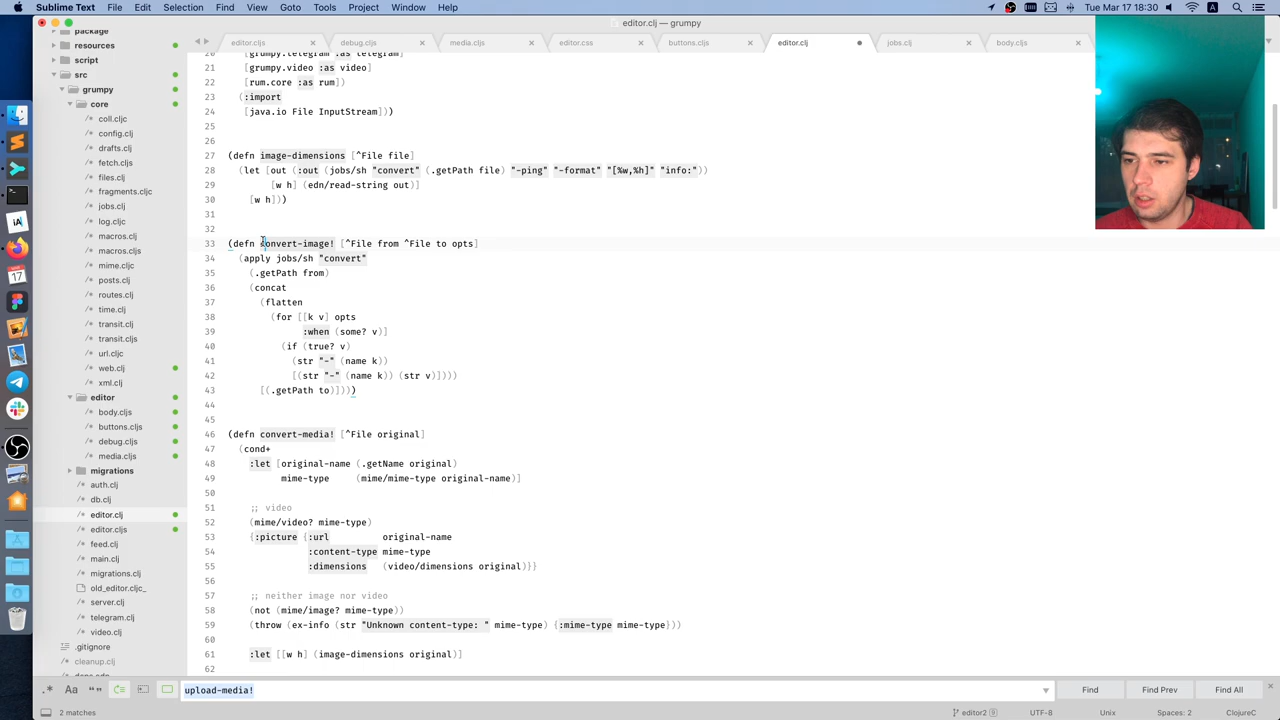 Sublime Text
File
Edit
Selection
Find
View
Goto
Tools
Project
Window
Help
Tue Mar 17 18:30
editor.clj — grumpy
editor.cljs
debug.cljs
media.cljs
editor.css
buttons.cljs
editor.clj
jobs.clj
body.cljs
package
resources
script
src
grumpy
core
coll.cljc
config.clj
drafts.clj
fetch.cljs
files.clj
fragments.cljc
jobs.clj
log.cljc
macros.clj
macros.cljs
mime.cljc
posts.clj
routes.clj
time.clj
transit.clj
transit.cljs
url.cljc
web.clj
xml.clj
editor
body.cljs
buttons.cljs
debug.cljs
media.cljs
migrations
auth.clj
db.clj
editor.clj
editor.cljs
feed.clj
main.clj
migrations.clj
old_editor.cljc_
server.clj
telegram.clj
video.clj
.gitignore
cleanup.clj
deps.edn
20 [grumpy.telegram :as telegram]
21 [grumpy.video :as video]
22 [rum.core :as rum])
23 (:import
24 [java.io File InputStream]))
25
26
27 (defn image-dimensions [^File file]
28 (let [out (:out (jobs/sh "convert" (.getPath file) "-ping" "-format" "[%w,%h]" "info:"))
29 [w h] (edn/read-string out)]
30 [w h]))
31
32
33 (defn convert-image! [^File from ^File to opts]
34 (apply jobs/sh "convert"
35 (.getPath from)
36 (concat
37 (flatten
38 (for [[k v] opts
39 :when (some? v)]
40 (if (true? v)
41 (str "-" (name k))
42 [(str "-" (name k)) (str v)])))
43 [(.getPath to)])))
44
45
46 (defn convert-media! [^File original]
47 (cond+
48 :let [original-name (.getName original)
49 mime-type (mime/mime-type original-name)]
50
51 ;; video
52 (mime/video? mime-type)
53 {:picture {:url original-name
54 :content-type mime-type
55 :dimensions (video/dimensions original)}}
56
57 ;; neither image nor video
58 (not (mime/image? mime-type))
59 (throw (ex-info (str "Unknown content-type: " mime-type) {:mime-type mime-type}))
60
61 :let [[w h] (image-dimensions original)]
62
17
iA
.*
Aa
upload-media!
Find
Find Prev
Find All
2 matches
editor2 9
UTF-8
Unix
Spaces: 2
ClojureC